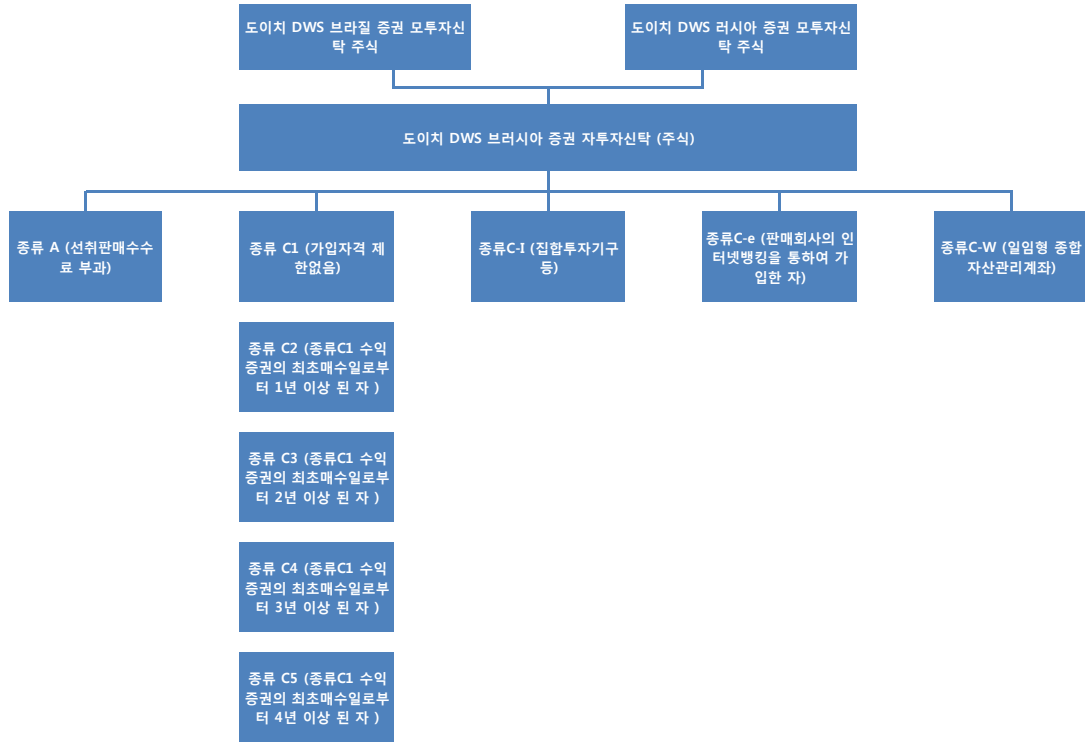 도이치 DWS 브라질 증권 모투자신
탁 주식
도이치 DWS 러시아 증권 모투자신
탁 주식
도이치 DWS 브러시아 증권 자투자신탁 (주식)
종류 A (선취판매수수
료 부과)
종류 C1 (가입자격 제
한없음)
종류C-I (집합투자기구
등)
종류C-e (판매회사의 인
터넷뱅킹을 통하여 가
입한 자)
종류C-W (일임형 종합
자산관리계좌)
종류 C2 (종류C1 수익
증권의 최초매수일로부
터 1년 이상 된 자 )
종류 C3 (종류C1 수익
증권의 최초매수일로부
터 2년 이상 된 자 )
종류 C4 (종류C1 수익
증권의 최초매수일로부
터 3년 이상 된 자 )
종류 C5 (종류C1 수익
증권의 최초매수일로부
터 4년 이상 된 자 )